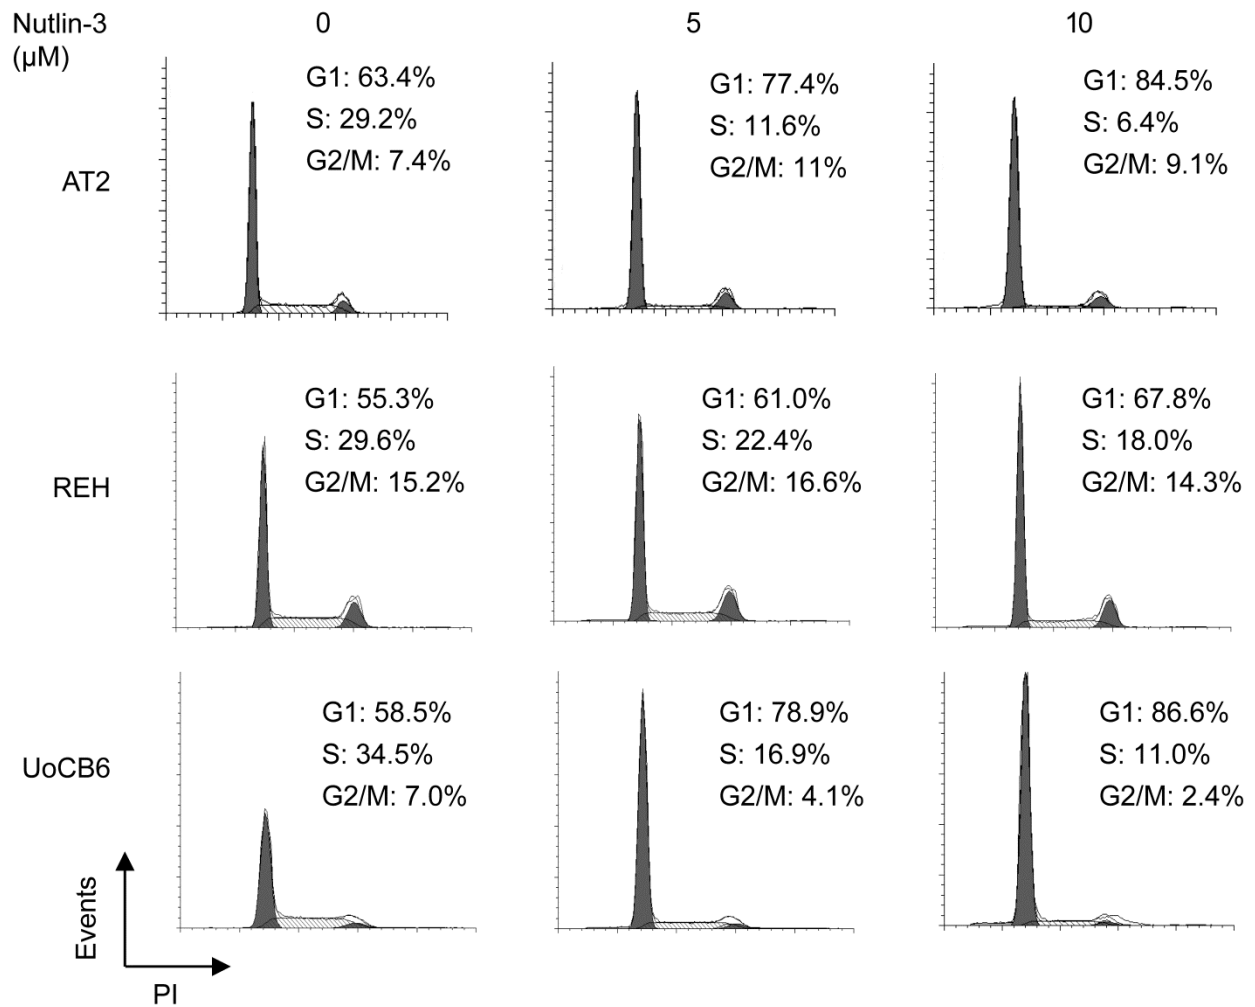 Nutlin-3
(μM)
0
5
10
AT2
G1: 63.4%
S: 29.2%
G2/M: 7.4%
G1: 77.4%
S: 11.6%
G2/M: 11%
G1: 84.5%
S: 6.4%
G2/M: 9.1%
REH
G1: 55.3%
S: 29.6%
G2/M: 15.2%
G1: 61.0%
S: 22.4%
G2/M: 16.6%
G1: 67.8%
S: 18.0%
G2/M: 14.3%
UoCB6
G1: 58.5%
S: 34.5%
G2/M: 7.0%
G1: 78.9%
S: 16.9%
G2/M: 4.1%
G1: 86.6%
S: 11.0%
G2/M: 2.4%
Events
PI